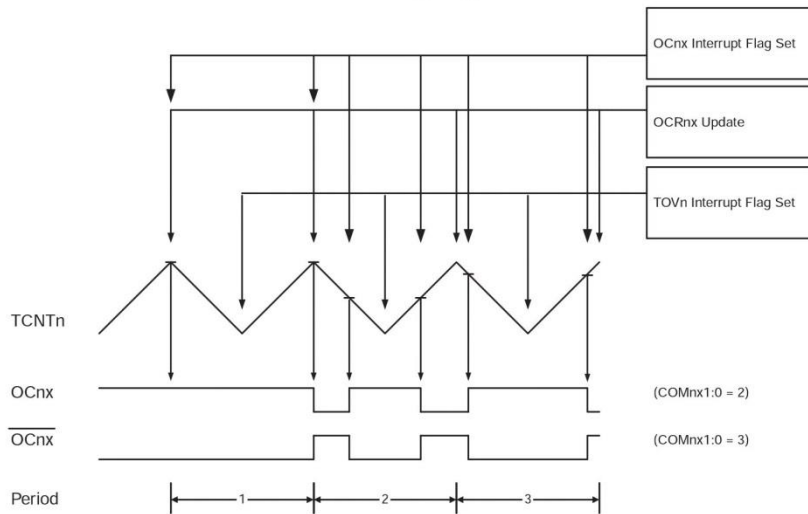 OCnx Interrupt Flag Set
OCRnx Update
TOVn Interrupt Flag Set
TCNTn
OCnx
(COMnx1:0 = 2)
OCnx
(COMnx1:0 = 3)
Period
1
2
3